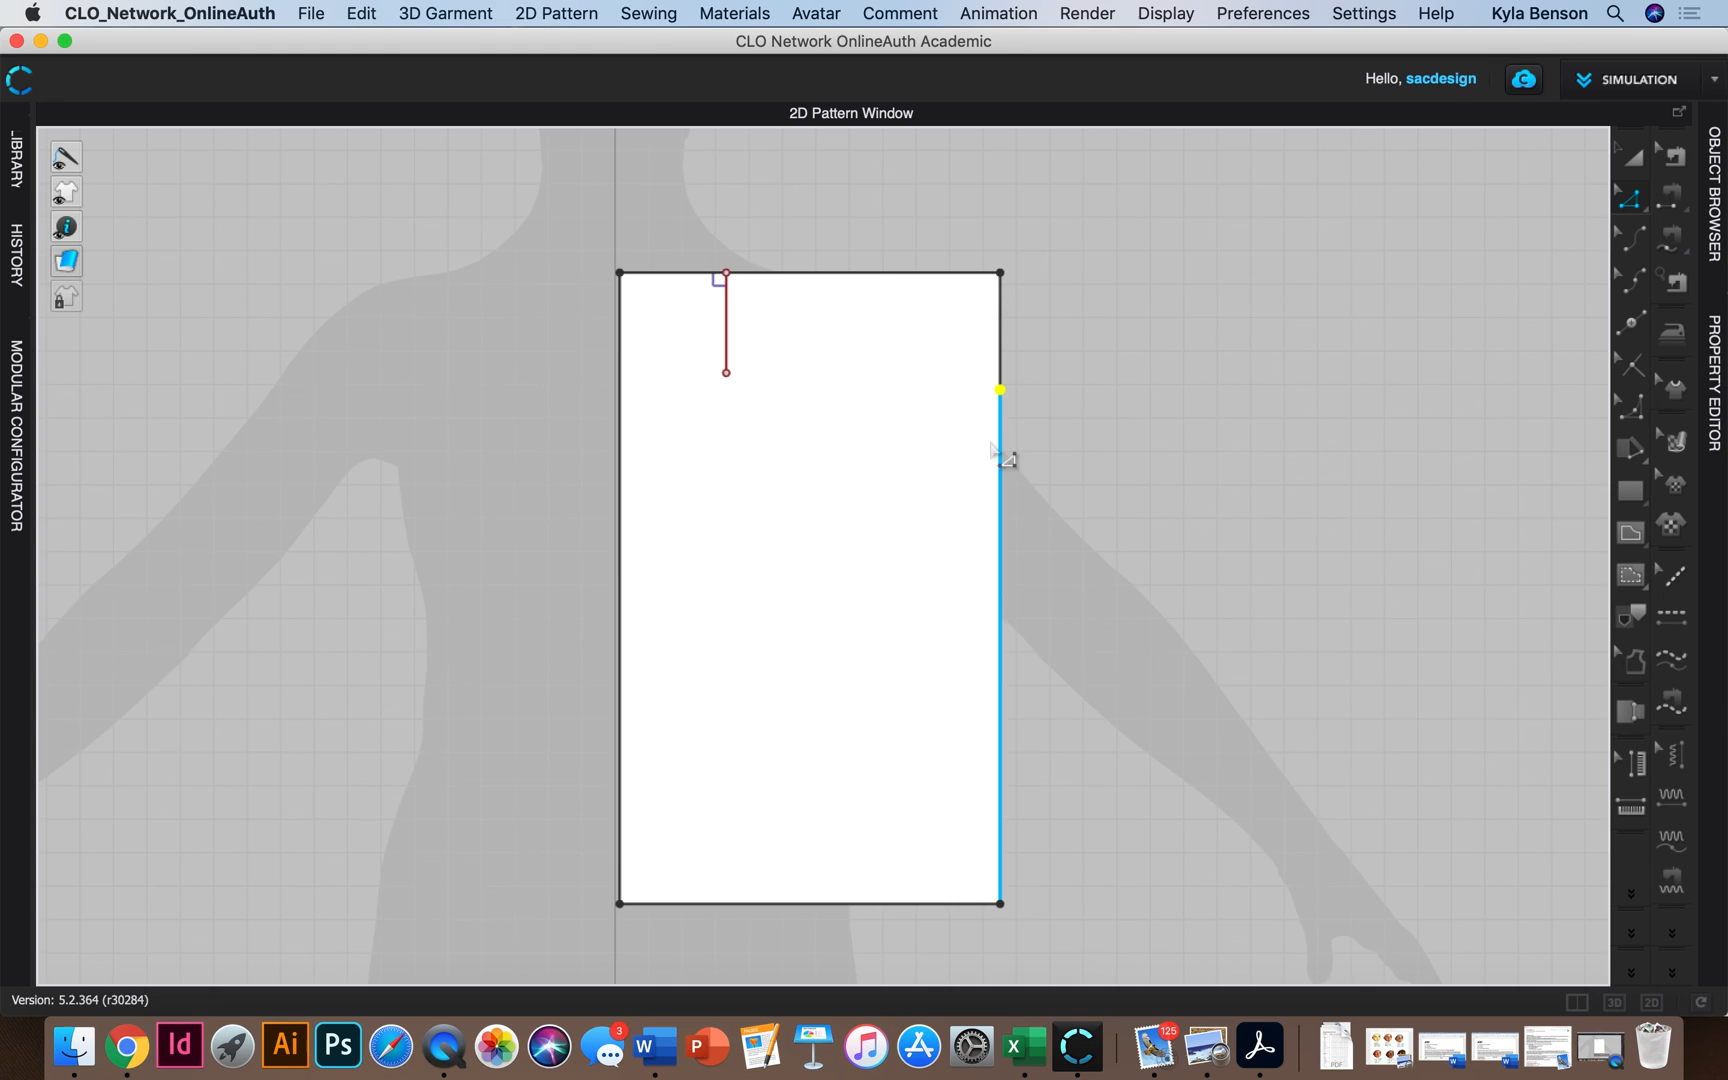 CLO_Network_OnlineAuth File Edit 3D Garment 2D Pattern Sewing Materials Avatar Comment Animation Render Display Preferences Settings Help Kyla Benson
CLO Network OnlineAuth Academic
Hello, sacdesign
SIMULATION
2D Pattern Window
LIBRARY
HISTORY
MODULAR CONFIGURATOR
OBJECT BROWSER
PROPERTY EDITOR
Version: 5.2.364 (r30284)
3D 2D
Id Ai Ps 3 W P X 125
PDF